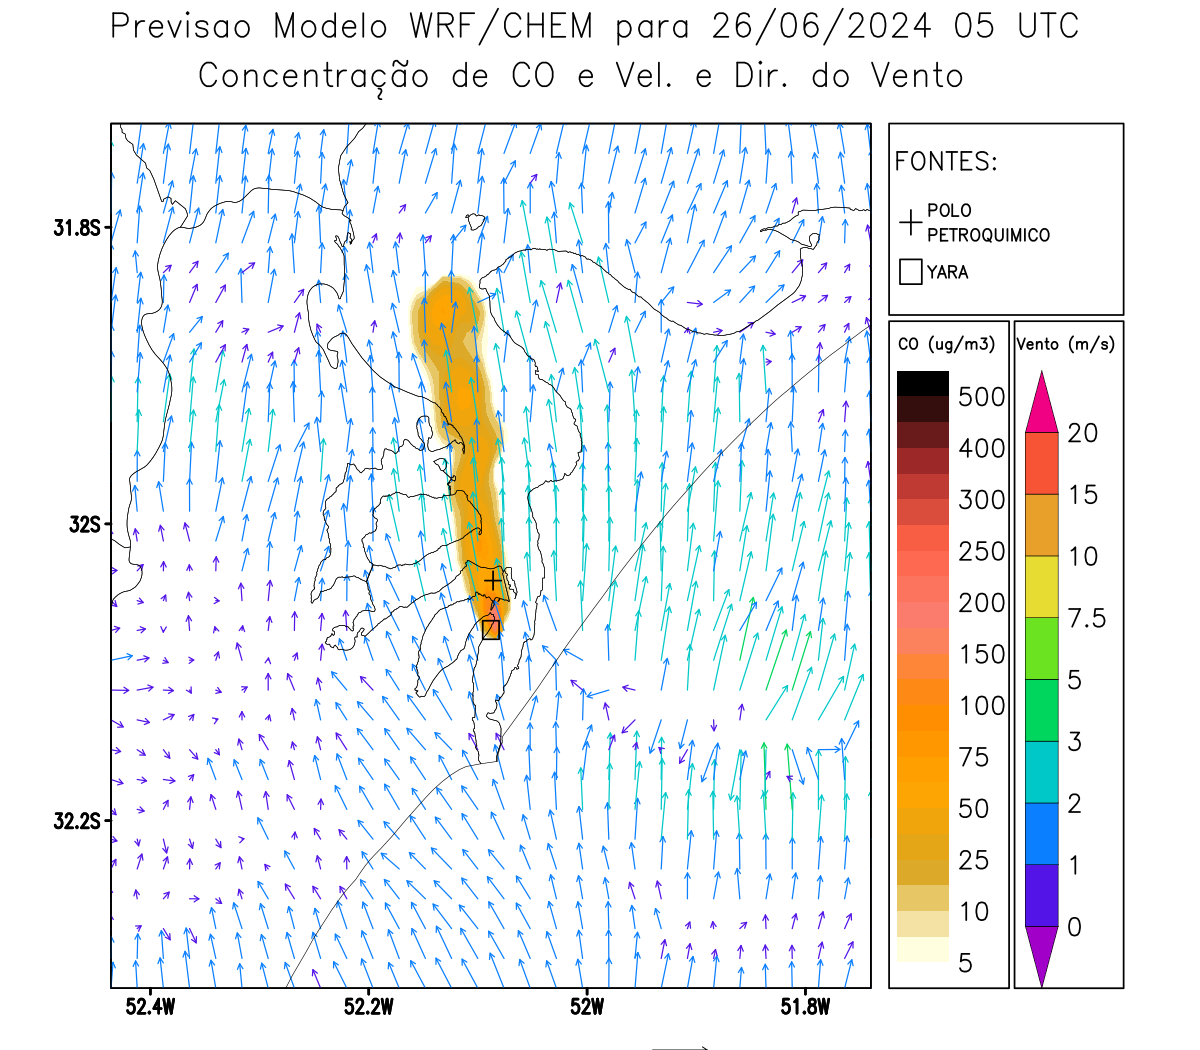 Previsao Modelo WRF/CHEM para 26/06/2024 05 UTC
Concentração de CO e Vel. e Dir. do Vento
FONTES:
POLO
PETROQUIMICO
YARA
CO (ug/m3)
500
400
300
250
200
150
100
75
50
25
10
5
Vento (m/s)
20
15
10
7.5
5
3
2
1
0
31.8S
32S
32.2S
52.4W
52.2W
52W
51.8W